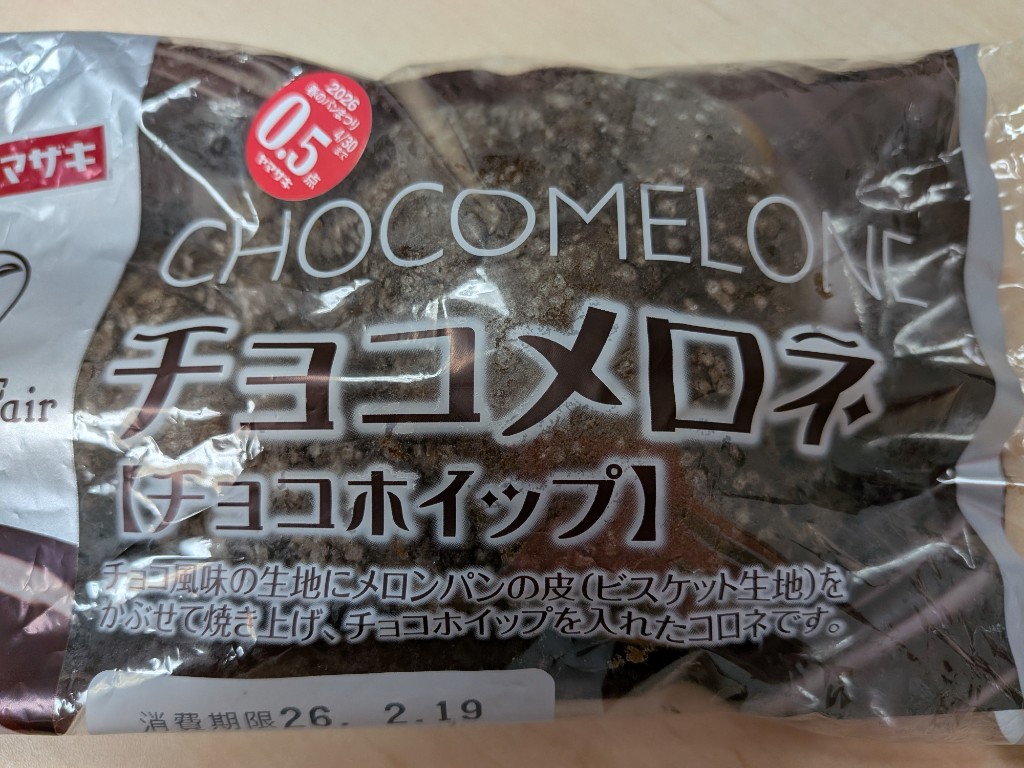 マザキ
2026
春のパンまつり
0.5点
4/30
まで
ヤマザキ
CHOCOMELONE
Fair
チョコメロネ
【チョコホイップ】
チョコ風味の生地にメロンパンの皮(ビスケット生地)を
かぶせて焼き上げ、チョコホイップを入れたコロネです。
消費期限26. 2.19